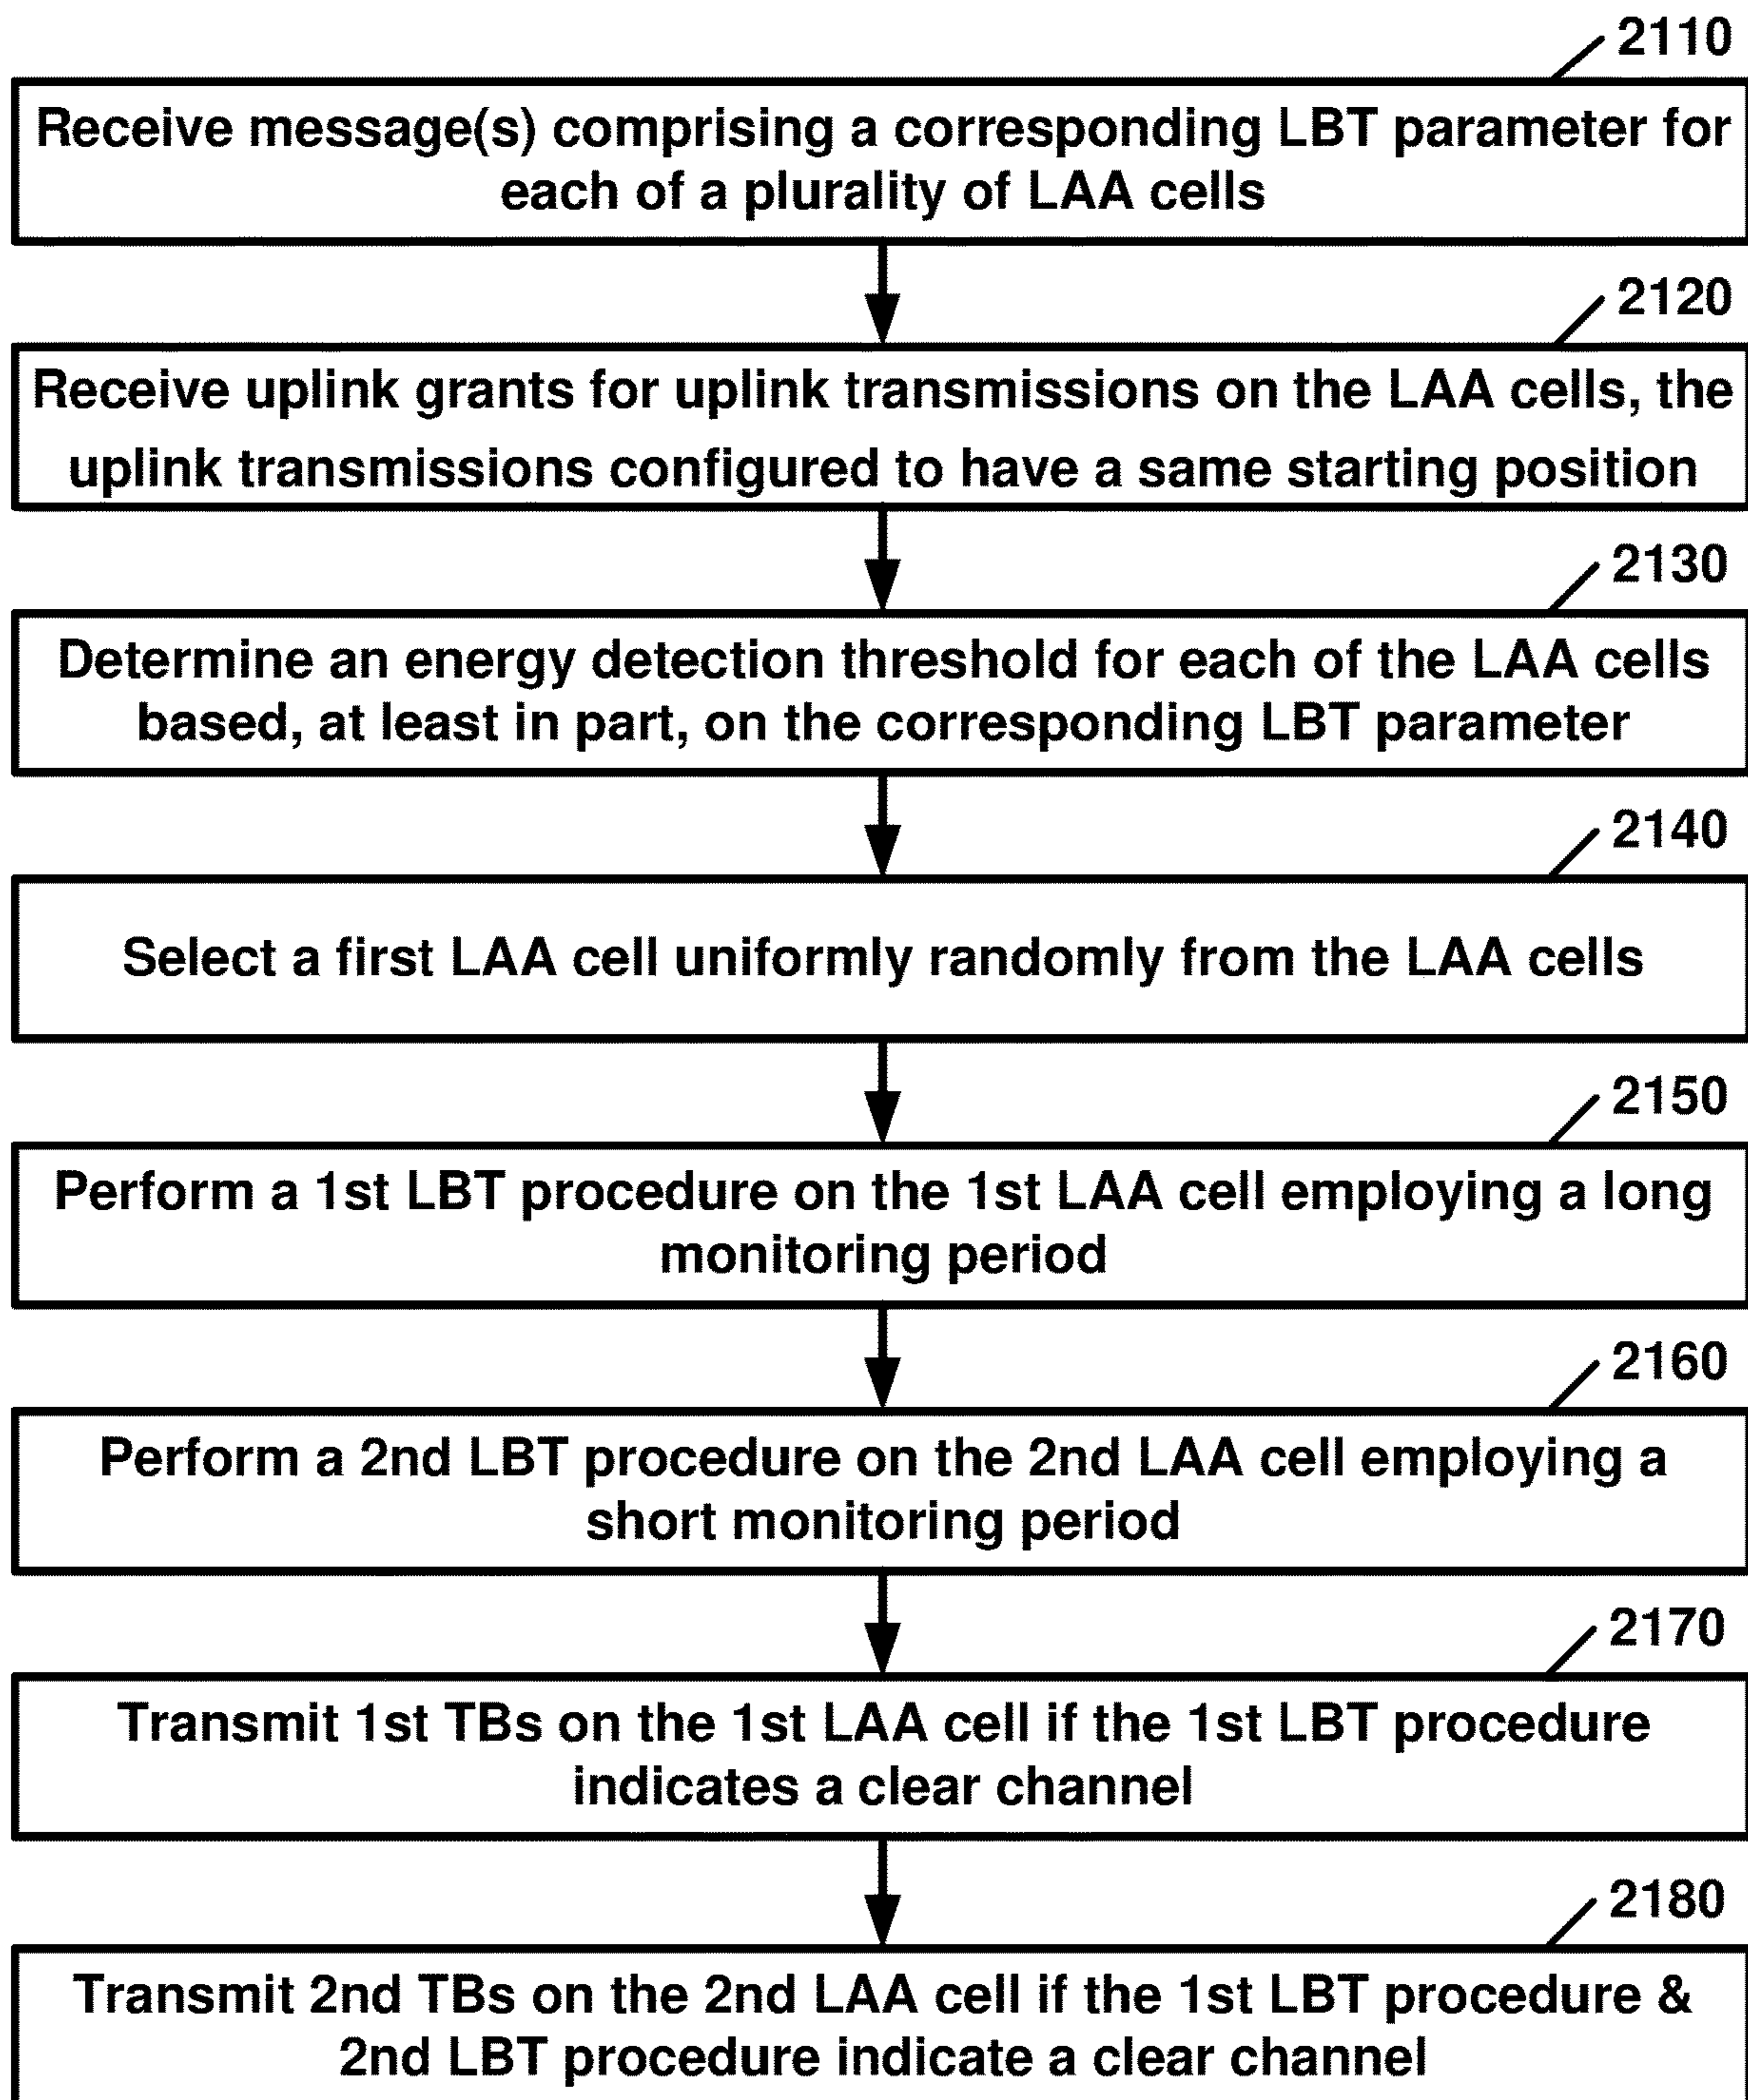 2110
Receive message(s) comprising a corresponding LBT parameter for
each of a plurality of LAA cells
2120
Receive uplink grants for uplink transmissions on the LAA cells, the
uplink transmissions configured to have a same starting position
2130
Determine an energy detection threshold for each of the LAA cells
based, at least in part, on the corresponding LBT parameter
2140
Select a first LAA cell uniformly randomly from the LAA cells
2150
Perform a 1st LBT procedure on the 1st LAA cell employing a long
monitoring period
2160
Perform a 2nd LBT procedure on the 2nd LAA cell employing a
short monitoring period
2170
Transmit 1st TBs on the 1st LAA cell if the 1st LBT procedure
indicates a clear channel
2180
Transmit 2nd TBs on the 2nd LAA cell if the 1st LBT procedure &
2nd LBT procedure indicate a clear channel